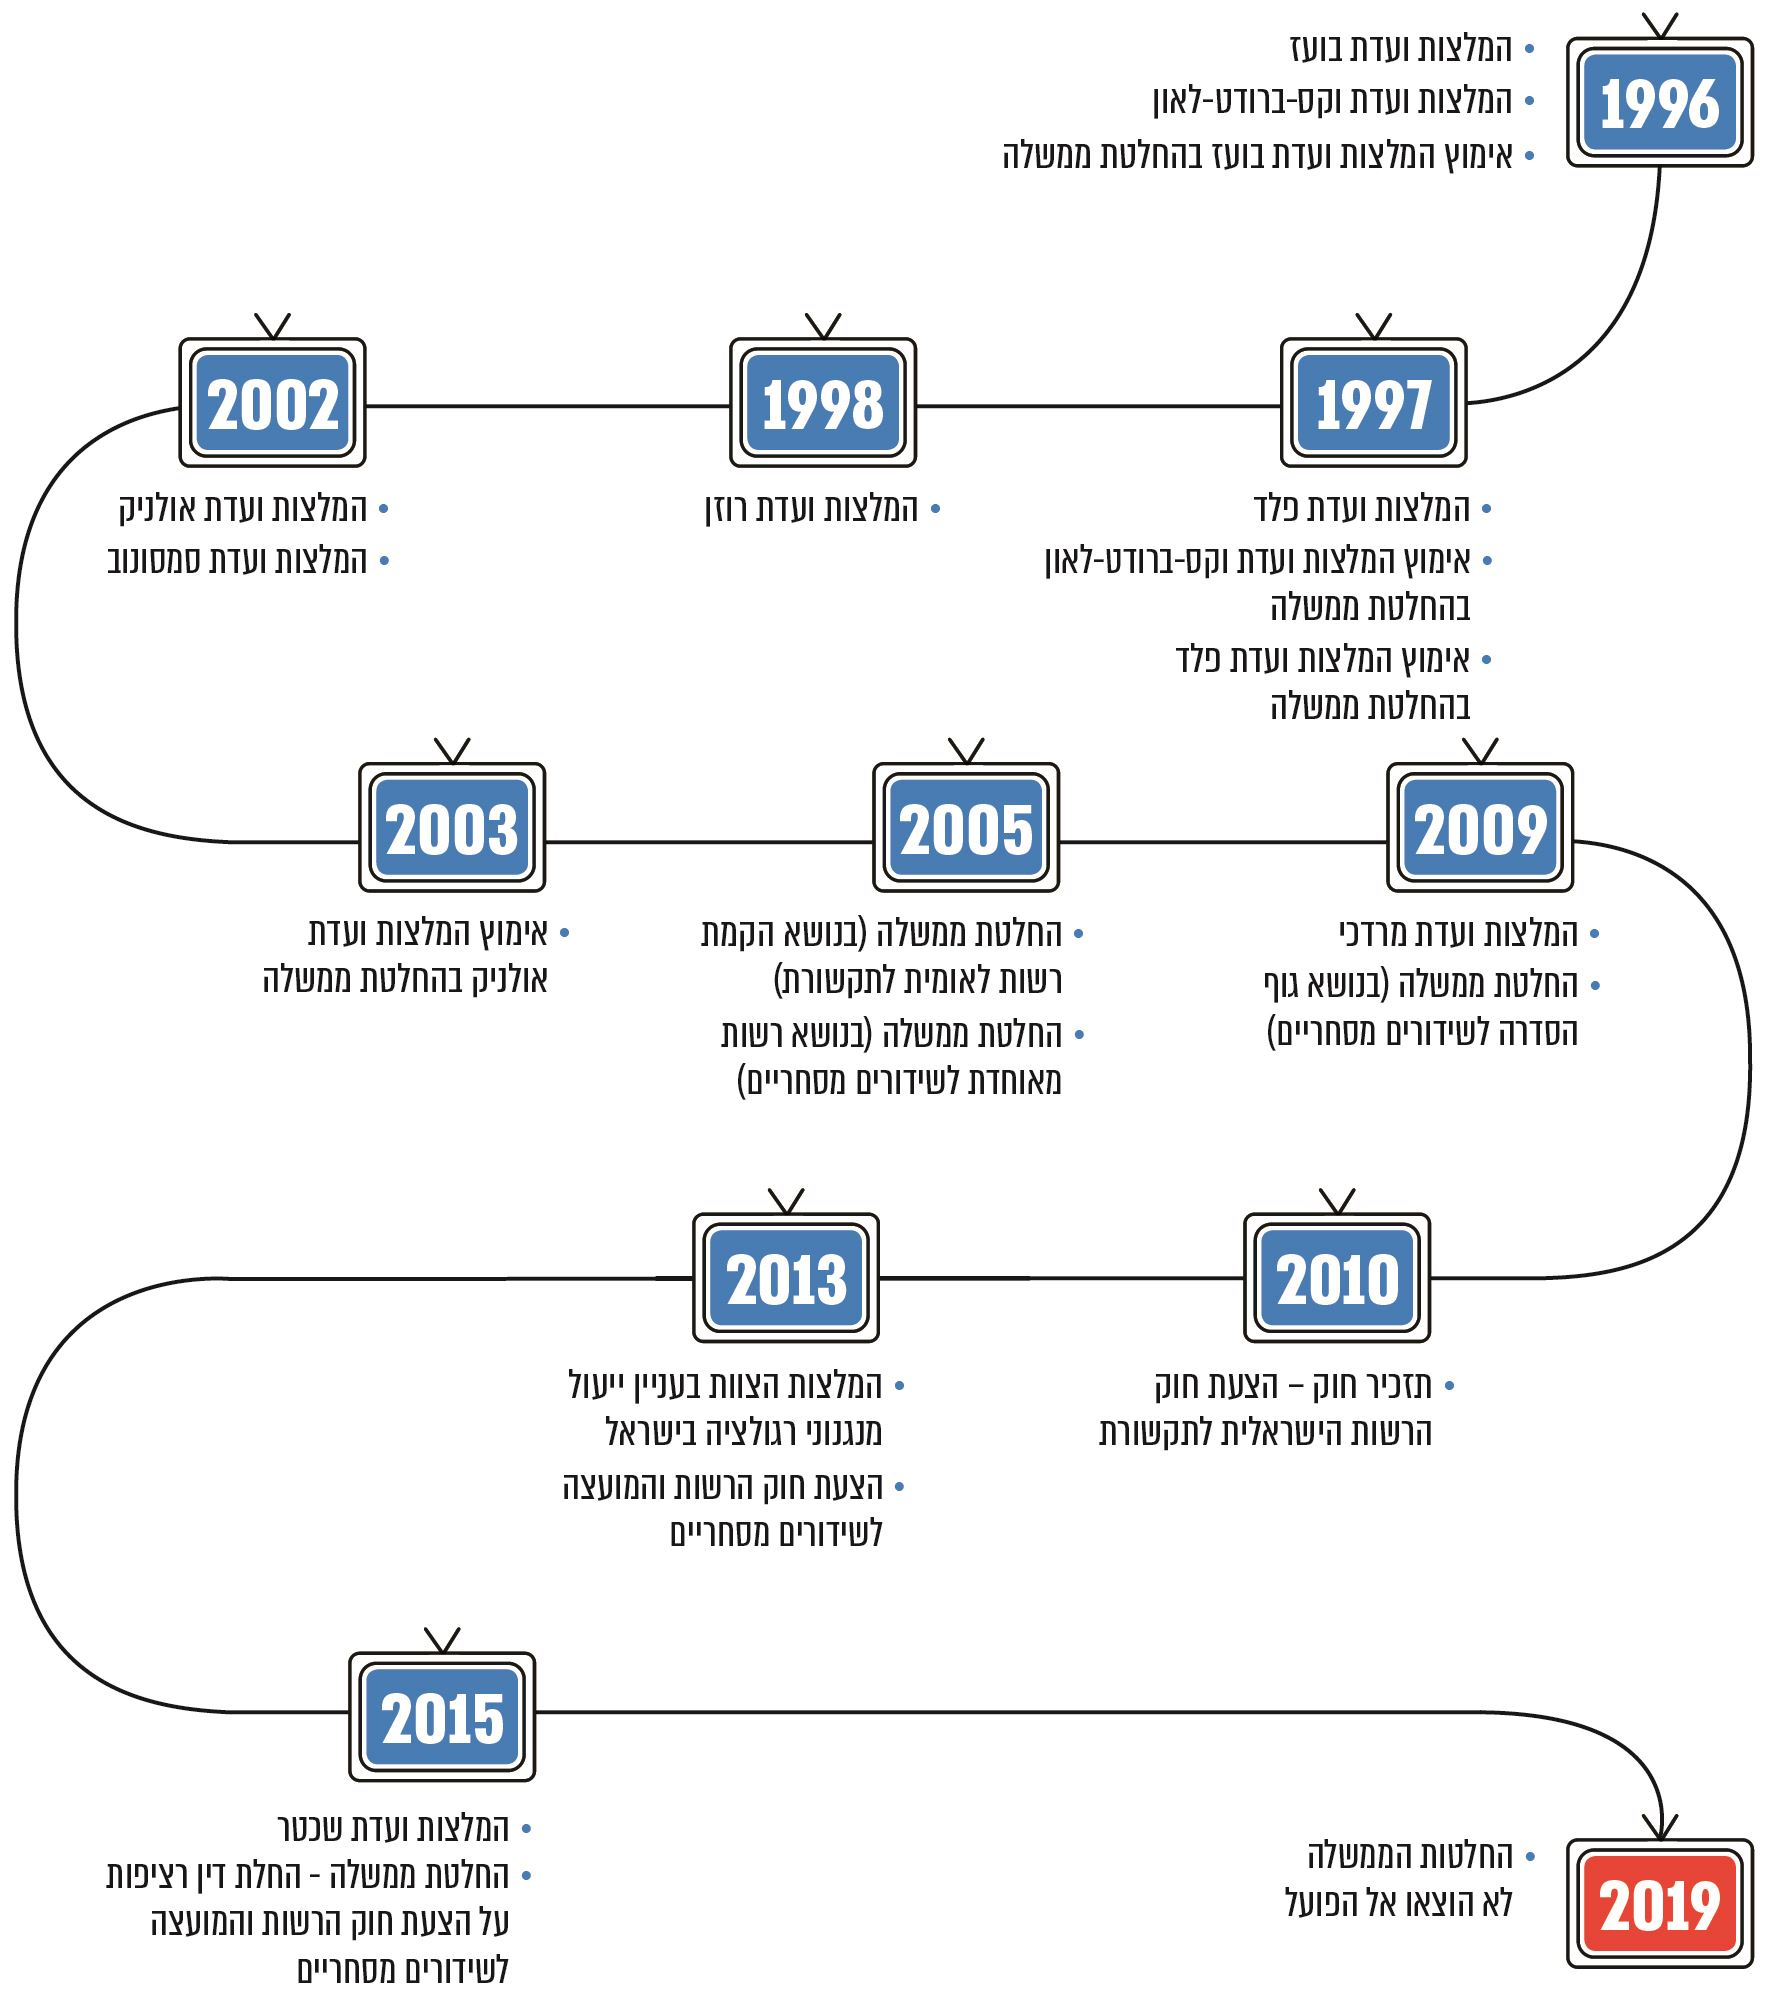 1996
• המלצות ועדת בועז
• המלצות ועדת וקס-ברודט-לאון
• אימוץ המלצות ועדת בועז בהחלטת ממשלה
1997
• המלצות ועדת פלד
• אימוץ המלצות ועדת וקס-ברודט-לאון
בהחלטת ממשלה
• אימוץ המלצות ועדת פלד
בהחלטת ממשלה
1998
• המלצות ועדת רוזן
2002
• המלצות ועדת אולניק
• המלצות ועדת סמסונוב
2003
• אימוץ המלצות ועדת
אולניק בהחלטת ממשלה
2005
• החלטת ממשלה (בנושא הקמת
רשות לאומית לתקשורת)
• החלטת ממשלה (בנושא רשות
מאוחדת לשידורים מסחריים)
2009
• המלצות ועדת מרדכי
• החלטת ממשלה (בנושא גוף
הסדרה לשידורים מסחריים)
2010
• תזכיר חוק – הצעת חוק
הרשות הישראלית לתקשורת
2013
• המלצות הצוות בעניין ייעול
מנגנוני רגולציה בישראל
• הצעת חוק הרשות והמועצה
לשידורים מסחריים
2015
• המלצות ועדת שכטר
• החלטת ממשלה - החלת דין רציפות
על הצעת חוק הרשות והמועצה
לשידורים מסחריים
2019
• החלטות הממשלה
לא הוצאו אל הפועל